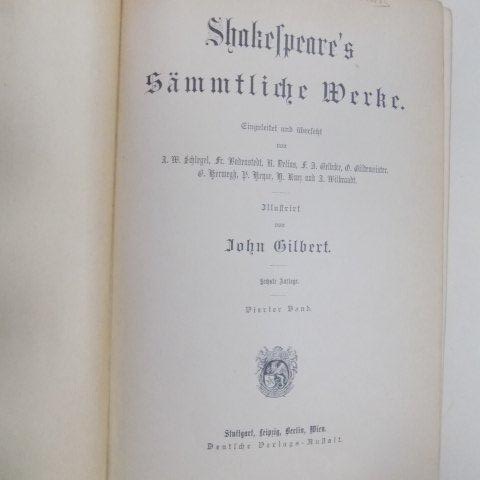 Shakeſpeare's
Sämmtliche Werke.
Eingeleitet und überſetzt
von
A. W. Schlegel, Fr. Bodenstedt, N. Delius, F. A. Gelbcke, O. Gildemeister,
G. Herwegh, P. Heyse, H. Kurz und A. Wilbrandt.
Illuſtrirt
von
John Gilbert.
Sechste Auflage.
Vierter Band.
Stuttgart, Leipzig, Berlin, Wien.
Deutſche Verlags-Anſtalt.